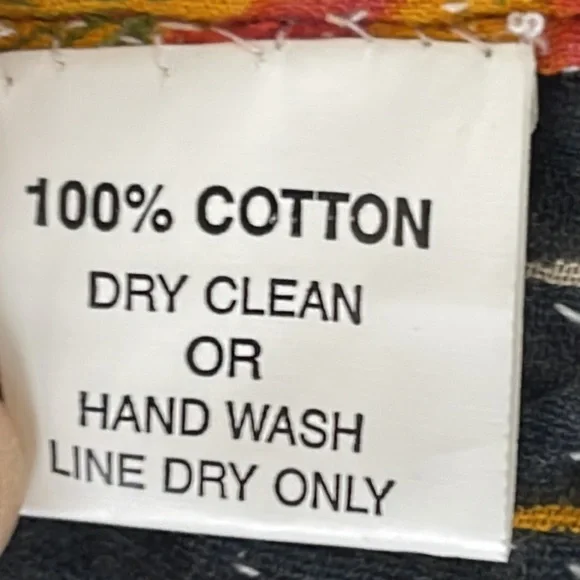 100% COTTON
DRY CLEAN
OR
HAND WASH
LINE DRY ONLY